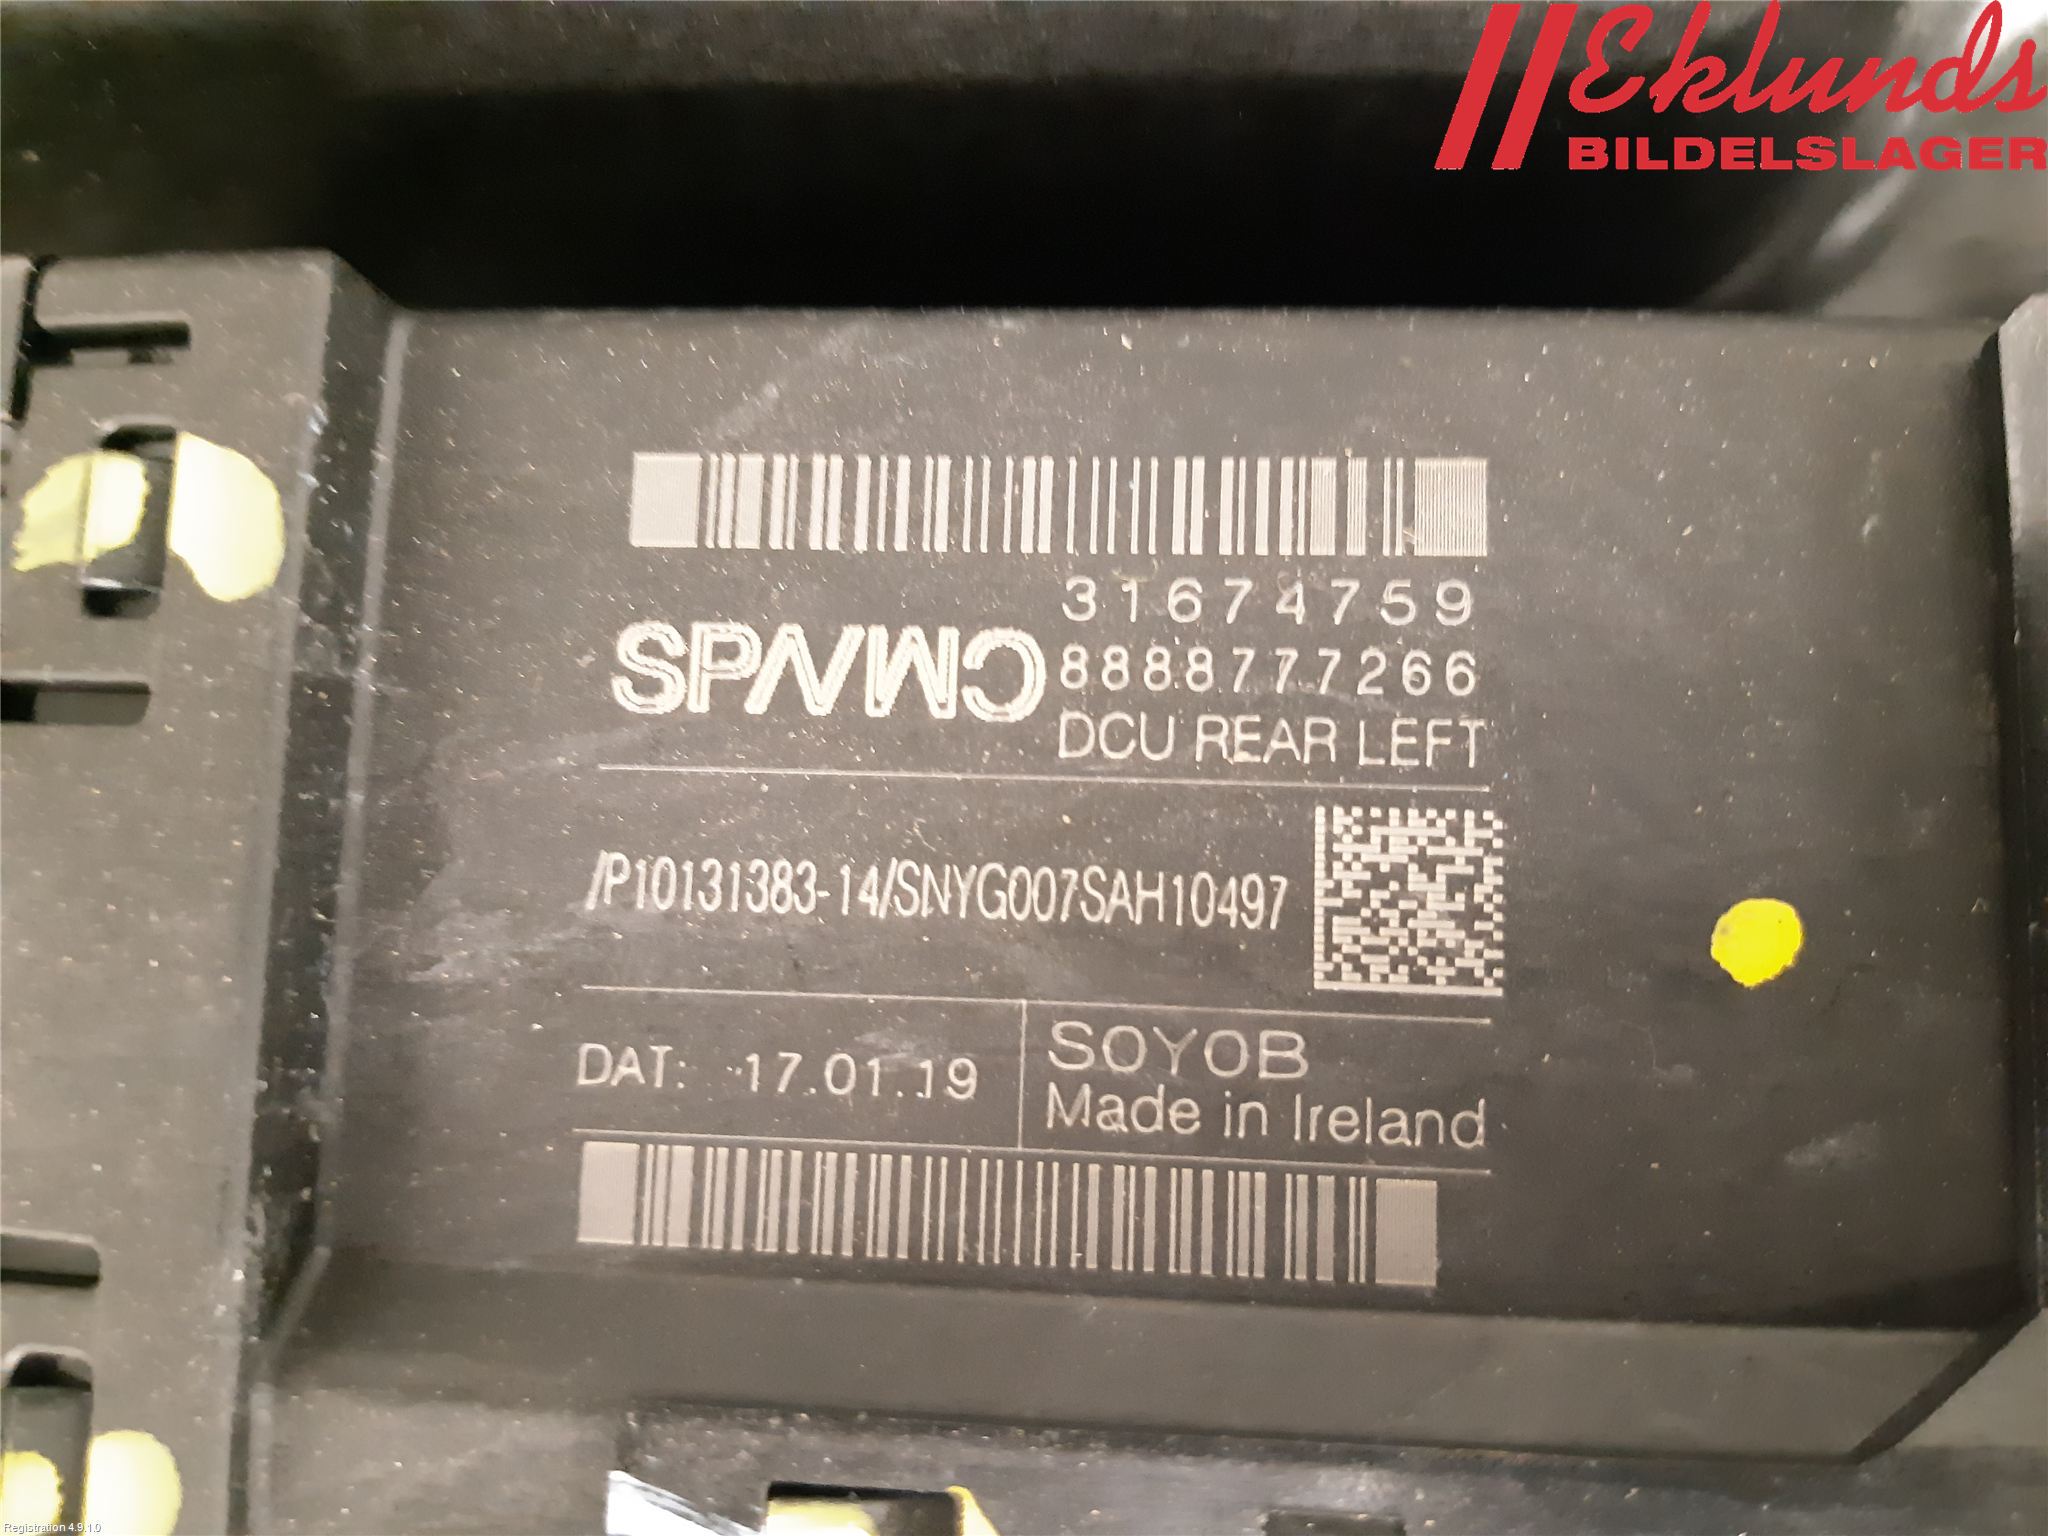 Eklunds
BILDELSLAGER
31674759
8888777266
DCU REAR LEFT
/P10131383-14/SNYG007SAH10497
DAT: 17.01.19
SOYOB
Made in Ireland
Registration 4.9.1.0